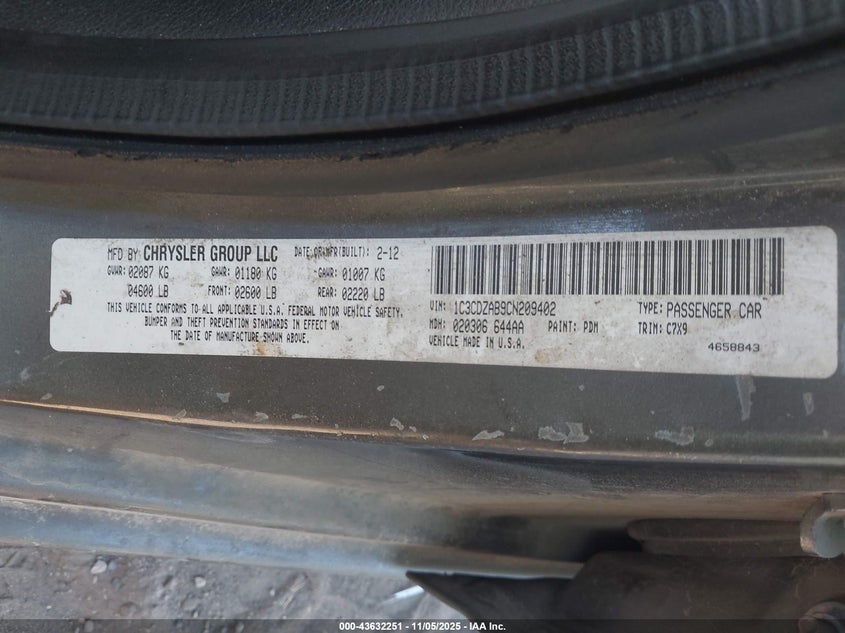 MFD BY CHRYSLER GROUP LLC DATE OF MFR(BUILT): 2-12
GVWR: 02087 KG GAWR: 01180 KG GAWR: 01007 KG
04600 LB FRONT: 02600 LB REAR: 02220 LB
THIS VEHICLE CONFORMS TO ALL U.S.A. FEDERAL MOTOR VEHICLE SAFETY,
BUMPER AND THEFT PREVENTION STANDARDS IN EFFECT ON
THE DATE OF MANUFACTURE SHOWN ABOVE.
VIN: 1C3CDZAB9CN209402 TYPE: PASSENGER CAR
MDH: 020306 644AA PAINT: PDM TRIM: C7X9
VEHICLE MADE IN U.S.A. 4658843
000-43632251 - 11/05/2025 - IAA Inc.